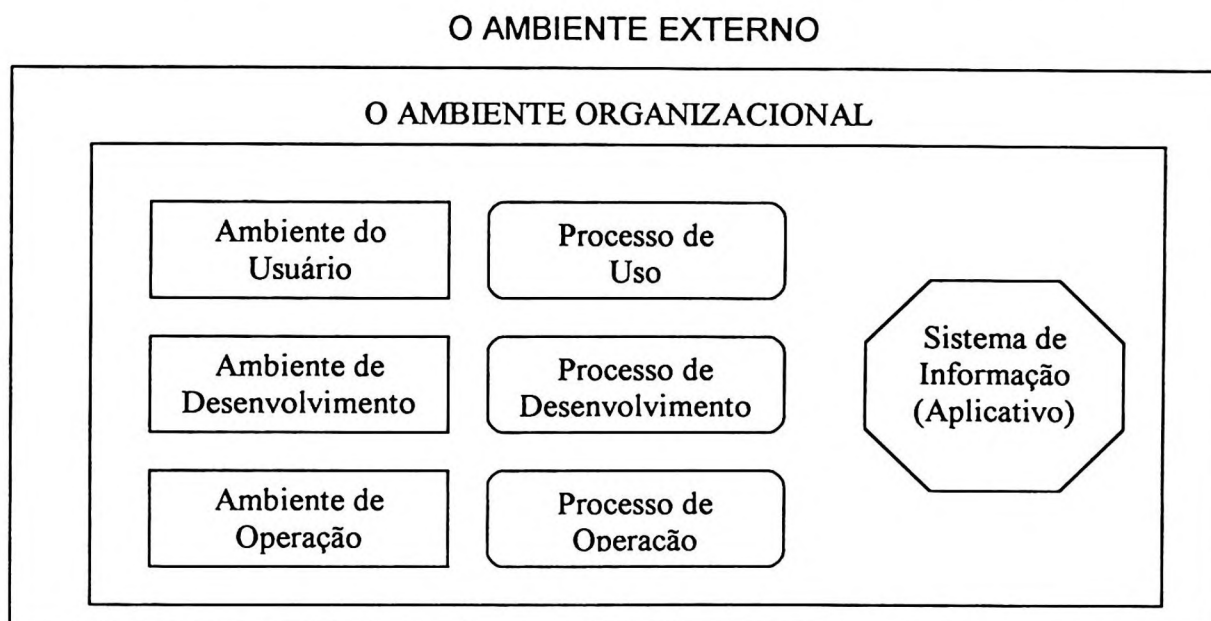 O AMBIENTE EXTERNO
O AMBIENTE ORGANIZACIONAL
Ambiente do
Usuário
Processo de
Uso
Ambiente de
Desenvolvimento
Processo de
Desenvolvimento
Sistema de
Informação
(Aplicativo)
Ambiente de
Operação
Processo de
Operação